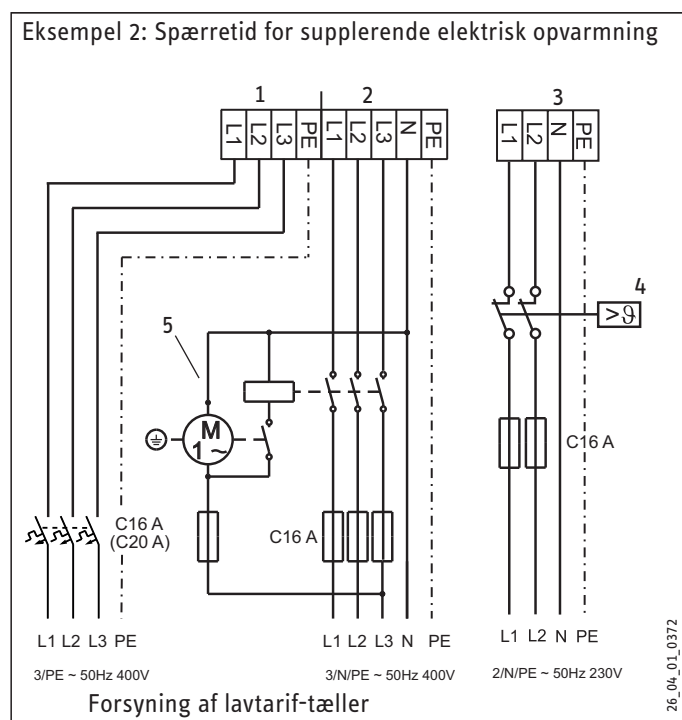 Eksempel 2: Spærretid for supplerende elektrisk opvarmning
1 2 3
L1 L2 L3 PE L1 L2 L3 N PE
L1 L2 N PE
4
>ϑ
5
M
1 ~
C16 A
C16 A
(C20 A)
C16 A
L1 L2 L3 PE
L1 L2 L3 N PE
L1 L2 N PE
3/PE ~ 50Hz 400V
3/N/PE ~ 50Hz 400V
2/N/PE ~ 50Hz 230V
Forsyning af lavtarif-tæller
26_04_01_0372